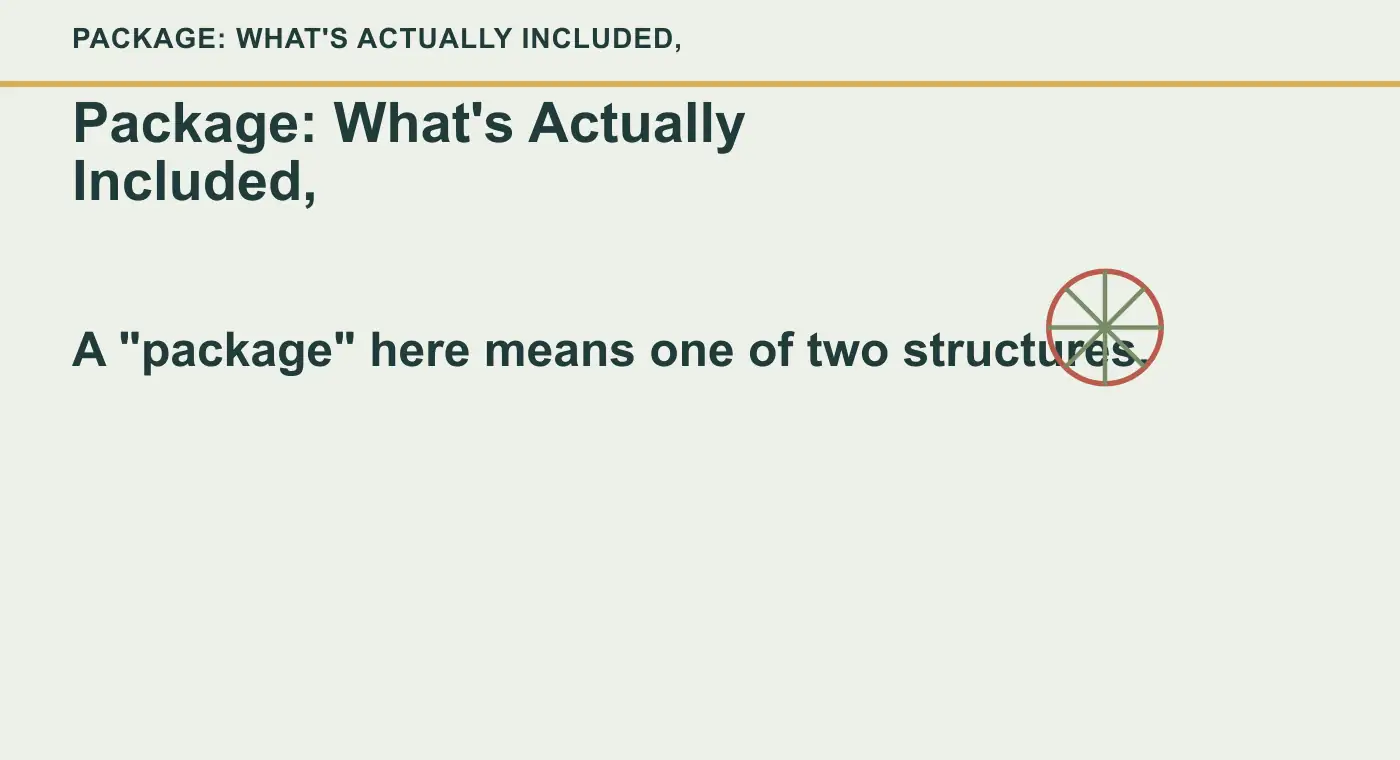 PACKAGE: WHAT'S ACTUALLY INCLUDED,
Package: What's Actually
Included,
A "package" here means one of two structures.